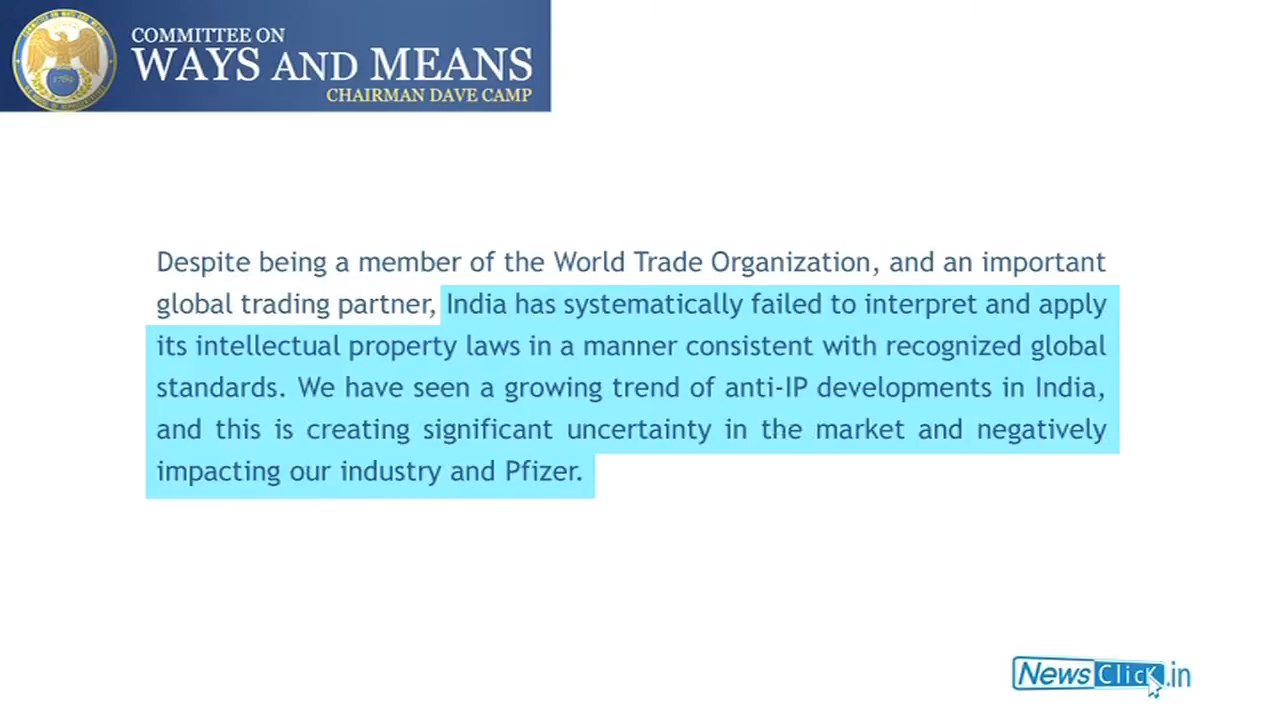 COMMITTEE ON
WAYS AND MEANS
CHAIRMAN DAVE CAMP
Despite being a member of the World Trade Organization, and an important
global trading partner, India has systematically failed to interpret and apply
its intellectual property laws in a manner consistent with recognized global
standards. We have seen a growing trend of anti-IP developments in India,
and this is creating significant uncertainty in the market and negatively
impacting our industry and Pfizer.
NewsClick.in